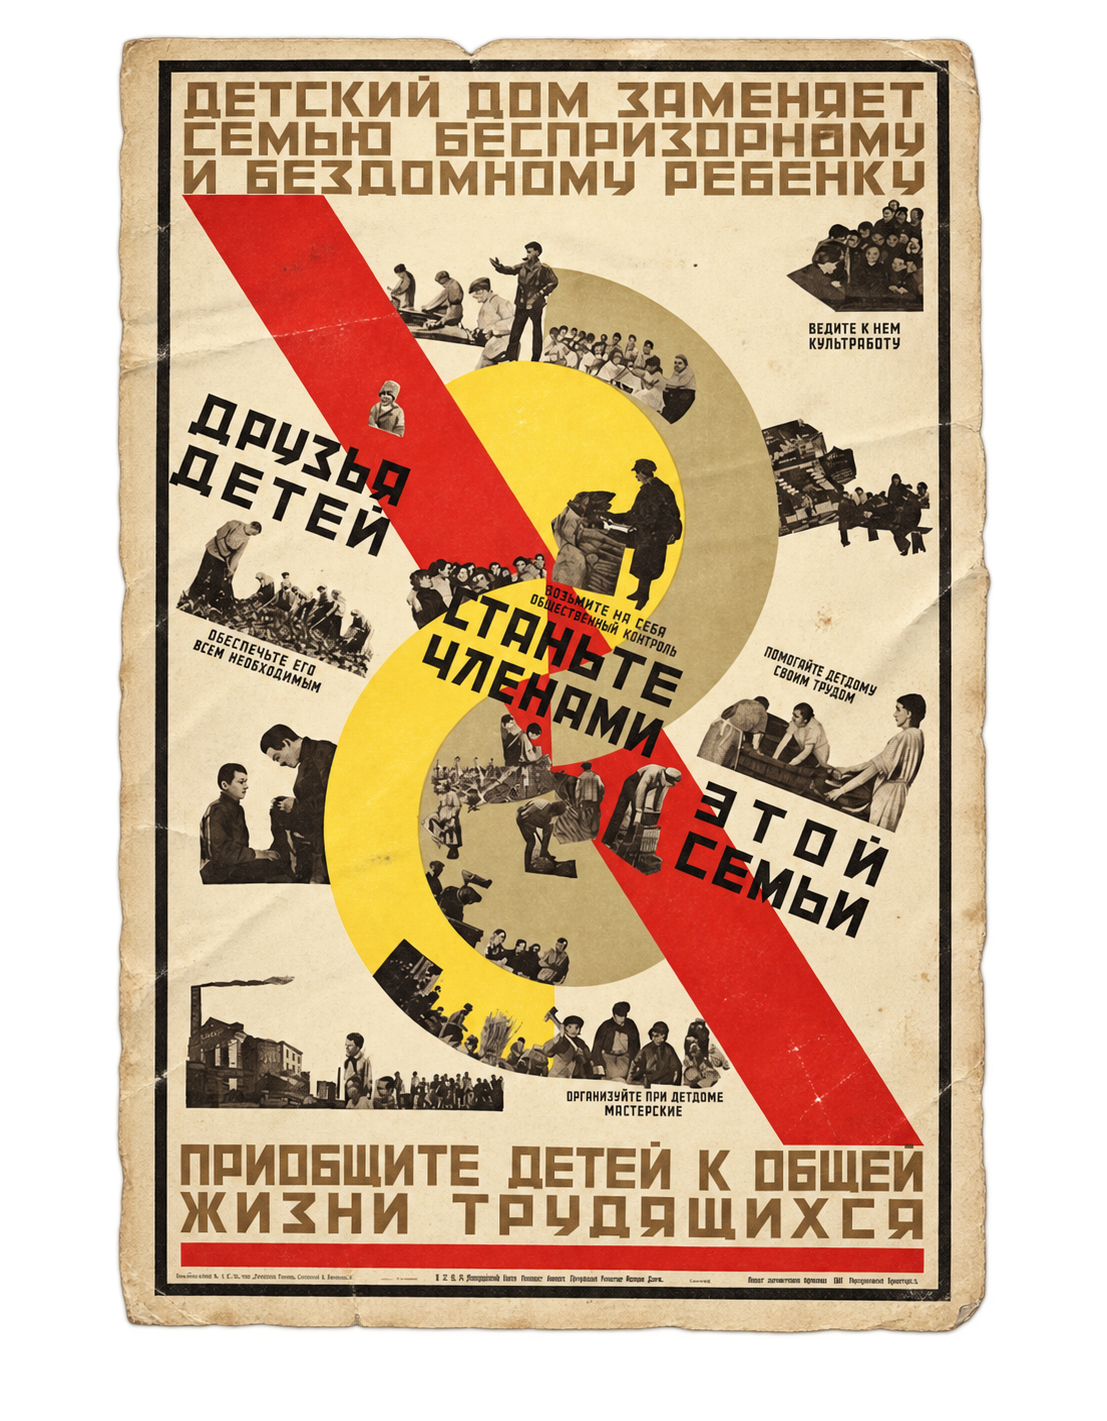 ДЕТСКИЙ ДОМ ЗАМЕНЯЕТ
СЕМЬЮ БЕСПРИЗОРНОМУ
И БЕЗДОМНОМУ РЕБЕНКУ
ВЕДИТЕ К НЕМ
КУЛЬТРАБОТУ
ДРУЗЬЯ
ДЕТЕЙ
ВОЗЬМИТЕ НА СЕБЯ
ОБЩЕСТВЕННЫЙ КОНТРОЛЬ
СТАНЬТЕ
ЧЛЕНАМИ
ОБЕСПЕЧЬТЕ ЕГО
ВСЕМ НЕОБХОДИМЫМ
ПОМОГАЙТЕ ДЕТДОМУ
СВОИМ ТРУДОМ
ЭТОЙ
СЕМЬИ
ОРГАНИЗУЙТЕ ПРИ ДЕТДОМЕ
МАСТЕРСКИЕ
ПРИОБЩИТЕ ДЕТЕЙ К ОБЩЕЙ
ЖИЗНИ ТРУДЯЩИХСЯ